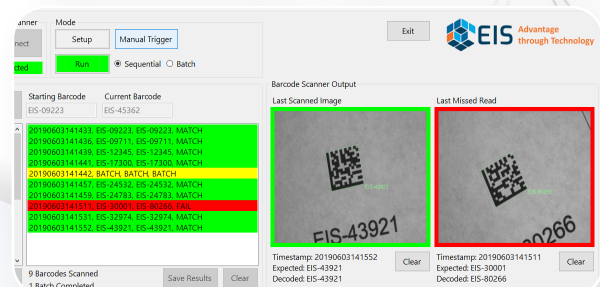 anner
Mode
nnect
Setup
Manual Trigger
Exit
EIS
Advantage
through Technology
cted
Run
Sequential
Batch
Barcode Scanner Output
Starting Barcode
Current Barcode
Last Scanned Image
Last Missed Read
EIS-09223
EIS-45362
20190603141433, EIS-09223, EIS-09223, MATCH
20190603141436, EIS-09711, EIS-09711, MATCH
20190603141439, EIS-12345, EIS-12345, MATCH
20190603141441, EIS-17300, EIS-17300, MATCH
20190603141442, BATCH, BATCH, BATCH
20190603141457, EIS-24532, EIS-24532, MATCH
20190603141459, EIS-24783, EIS-24783, MATCH
20190603141511, EIS-30001, EIS-80266, FAIL
20190603141531, EIS-32974, EIS-32974, MATCH
20190603141552, EIS-43921, EIS-43921, MATCH
EIS-43921
EIS-43921
EIS-80266
80266
Timestamp: 20190603141552
Expected: EIS-43921
Decoded: EIS-43921
Clear
Timestamp: 20190603141511
Expected: EIS-30001
Decoded: EIS-80266
Clear
9 Barcodes Scanned
1 Batch Completed
Save Results
Clear